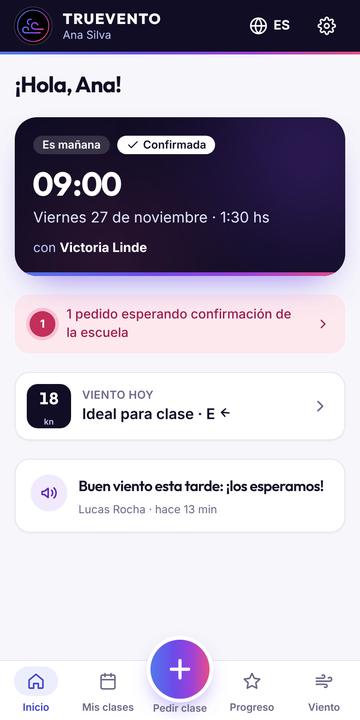 TRUEVENTO
Ana Silva
ES
¡Hola, Ana!
Es mañana
Confirmada
09:00
Viernes 27 de noviembre · 1:30 hs
con Victoria Linde
1
1 pedido esperando confirmación de
la escuela
18
kn
VIENTO HOY
Ideal para clase · E ←
Buen viento esta tarde: ¡los esperamos!
Lucas Rocha · hace 13 min
Inicio
Mis clases
Pedir clase
Progreso
Viento